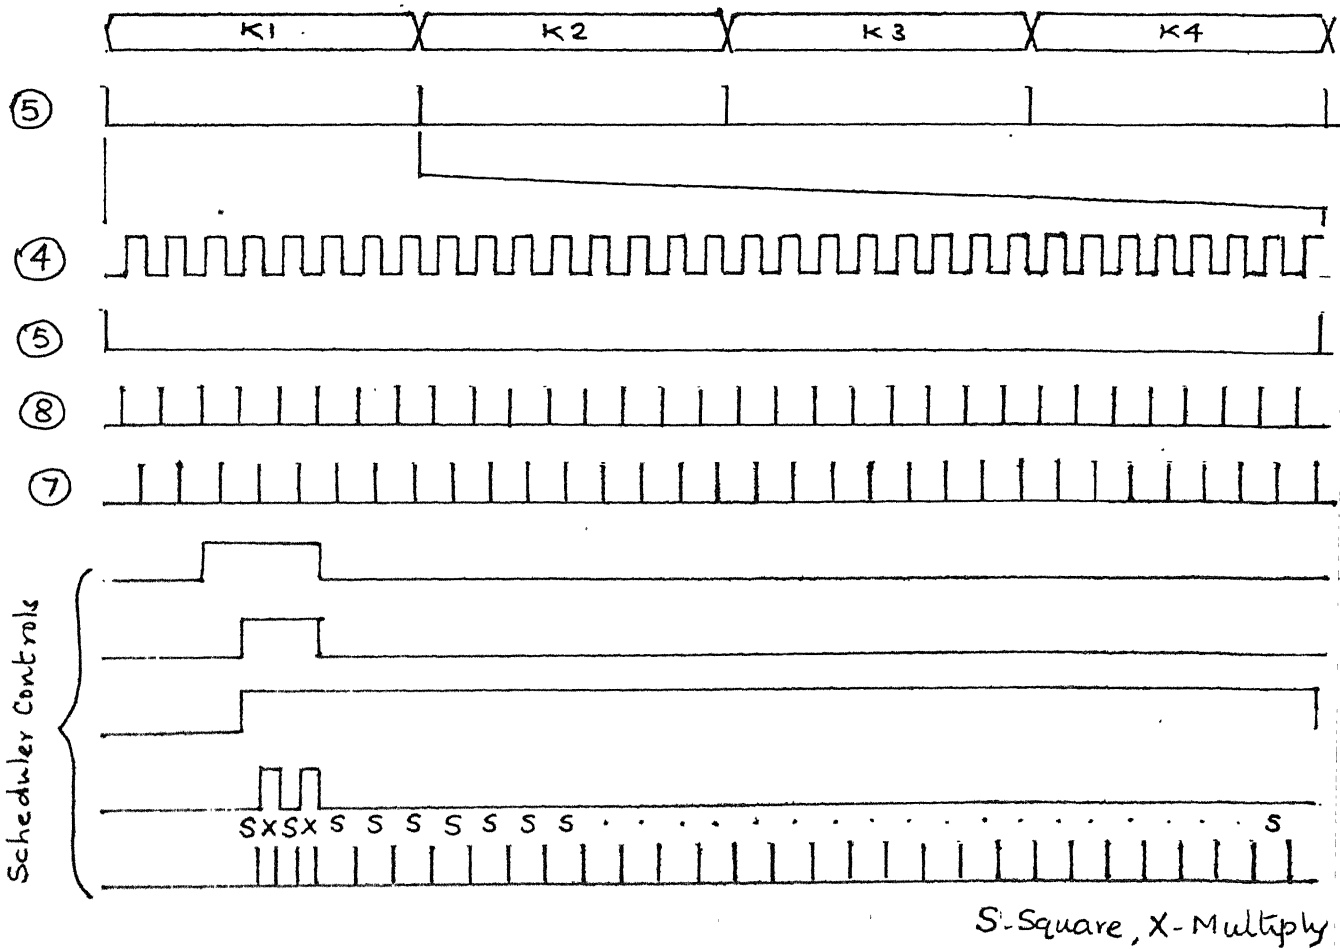 K1 K2 K3 K4
5
4
5
8
7
Scheduler Controls
S X S X S S S S S S S . . . . . . . . . . . . . . . . . S
S-Square, X-Multiply